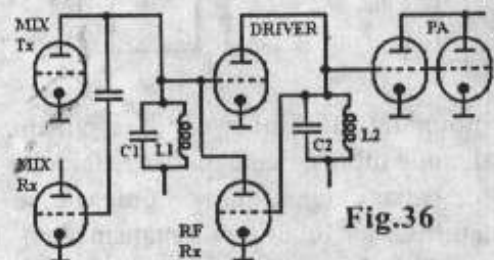 MIX
Tx
DRIVER
PA
C1
L1
C2
L2
MIX
Rx
RF
Rx
Fig.36